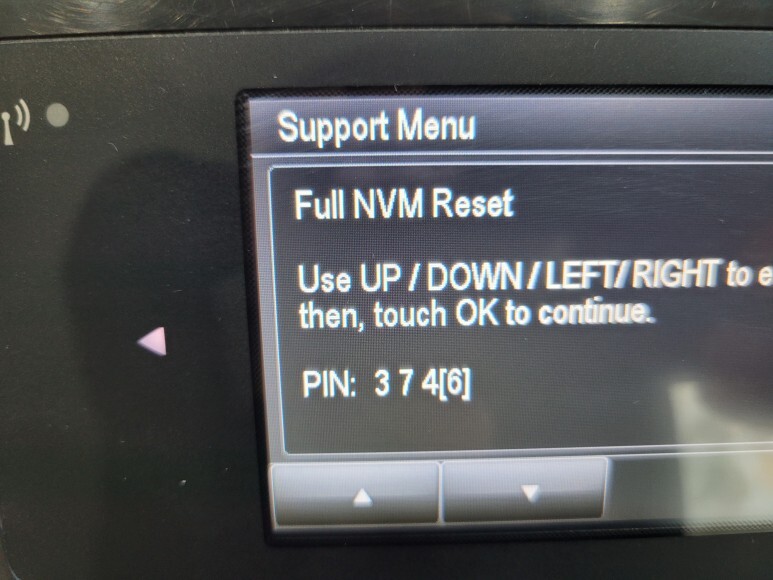 Support Menu
Full NVM Reset
Use UP / DOWN / LEFT/ RIGHT to e
then, touch OK to continue.
PIN: 3 7 4[6]